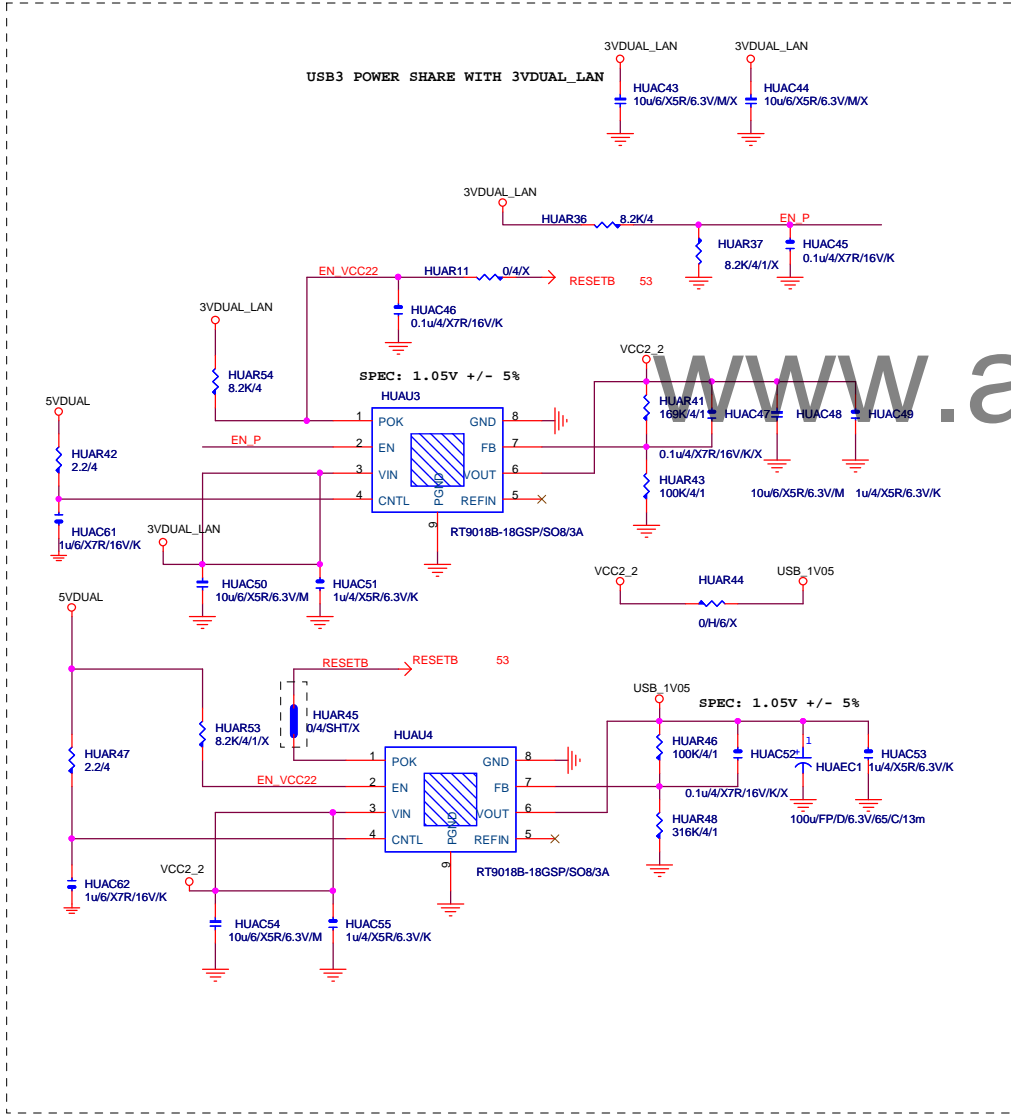 3VDUAL_LAN 3VDUAL_LAN
USB3 POWER SHARE WITH 3VDUAL_LAN
HUAC43
10u/6/X5R/6.3V/M/X
HUAC44
10u/6/X5R/6.3V/M/X
3VDUAL_LAN
HUAR36 8.2K/4
EN_P
HUAR37
8.2K/4/1/X
HUAC45
0.1u/4/X7R/16V/K
EN_VCC22
HUAR11 0/4/X
RESETB 53
HUAC46
0.1u/4/X7R/16V/K
3VDUAL_LAN
HUAR54
8.2K/4
SPEC: 1.05V +/- 5%
VCC2_2
www.a
HUAU3
5VDUAL
HUAR41
169K/4/1
HUAC47
HUAC48
HUAC49
1 POK
GND 8
EN_P
2 EN
FB 7
3 VIN
VOUT 6
4 CNTL
REFIN 5
PGND
9
HUAR42
2.2/4
0.1u/4/X7R/16V/K/X
HUAR43
100K/4/1
10u/6/X5R/6.3V/M
1u/4/X5R/6.3V/K
HUAC61
1u/6/X7R/16V/K
3VDUAL_LAN
RT9018B-18GSP/SO8/3A
HUAC50
10u/6/X5R/6.3V/M
HUAC51
1u/4/X5R/6.3V/K
VCC2_2
HUAR44
USB_1V05
0/H/6/X
5VDUAL
RESETB
RESETB 53
HUAR45
0/4/SHT/X
HUAR53
8.2K/4/1/X
USB_1V05
SPEC: 1.05V +/- 5%
HUAU4
HUAR47
2.2/4
HUAR46
100K/4/1
HUAC52
+
1
HUAEC1
HUAC53
1u/4/X5R/6.3V/K
1 POK
GND 8
EN_VCC22
2 EN
FB 7
3 VIN
VOUT 6
4 CNTL
REFIN 5
PGND
9
0.1u/4/X7R/16V/K/X
100u/FP/D/6.3V/65/C/13m
HUAR48
316K/4/1
RT9018B-18GSP/SO8/3A
VCC2_2
HUAC62
1u/6/X7R/16V/K
HUAC54
10u/6/X5R/6.3V/M
HUAC55
1u/4/X5R/6.3V/K